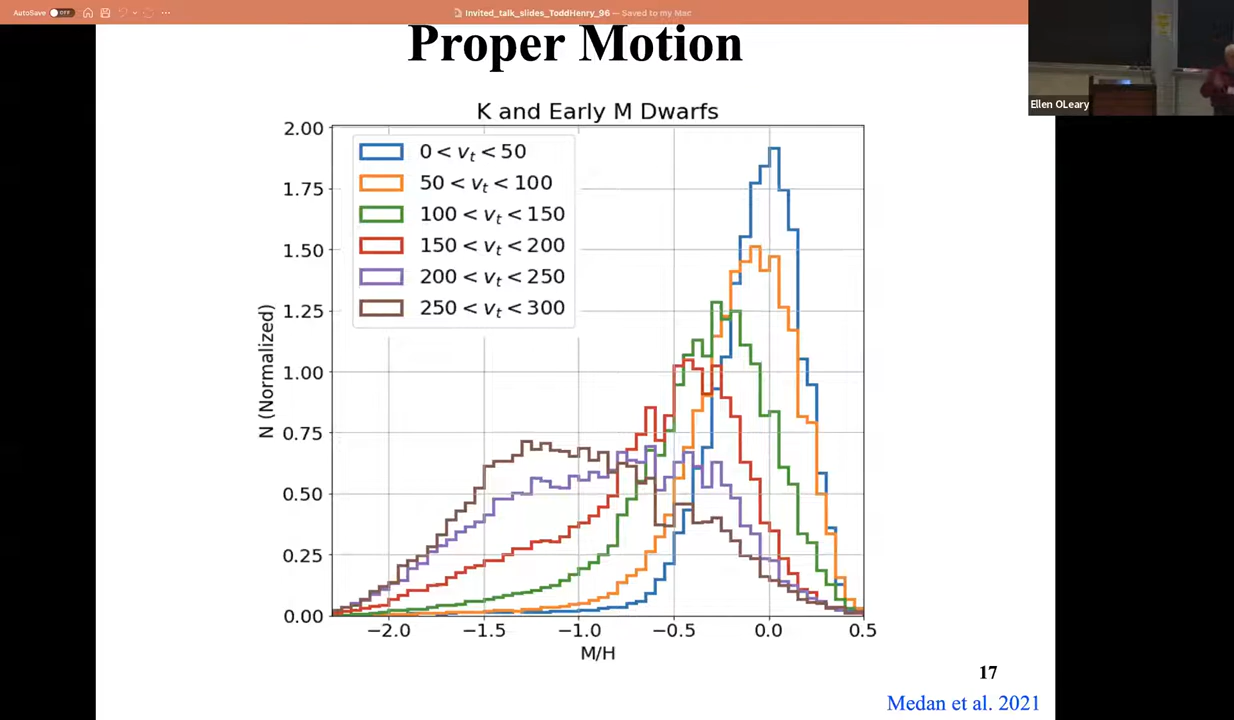 AutoSave OFF
Invited_talk_slides_ToddHenry_96 — Saved to my Mac
Proper Motion
Ellen OLeary
K and Early M Dwarfs
0 < v_t < 50
50 < v_t < 100
100 < v_t < 150
150 < v_t < 200
200 < v_t < 250
250 < v_t < 300
2.00
1.75
1.50
1.25
1.00
0.75
0.50
0.25
0.00
N (Normalized)
−2.0 −1.5 −1.0 −0.5 0.0 0.5
M/H
17
Medan et al. 2021